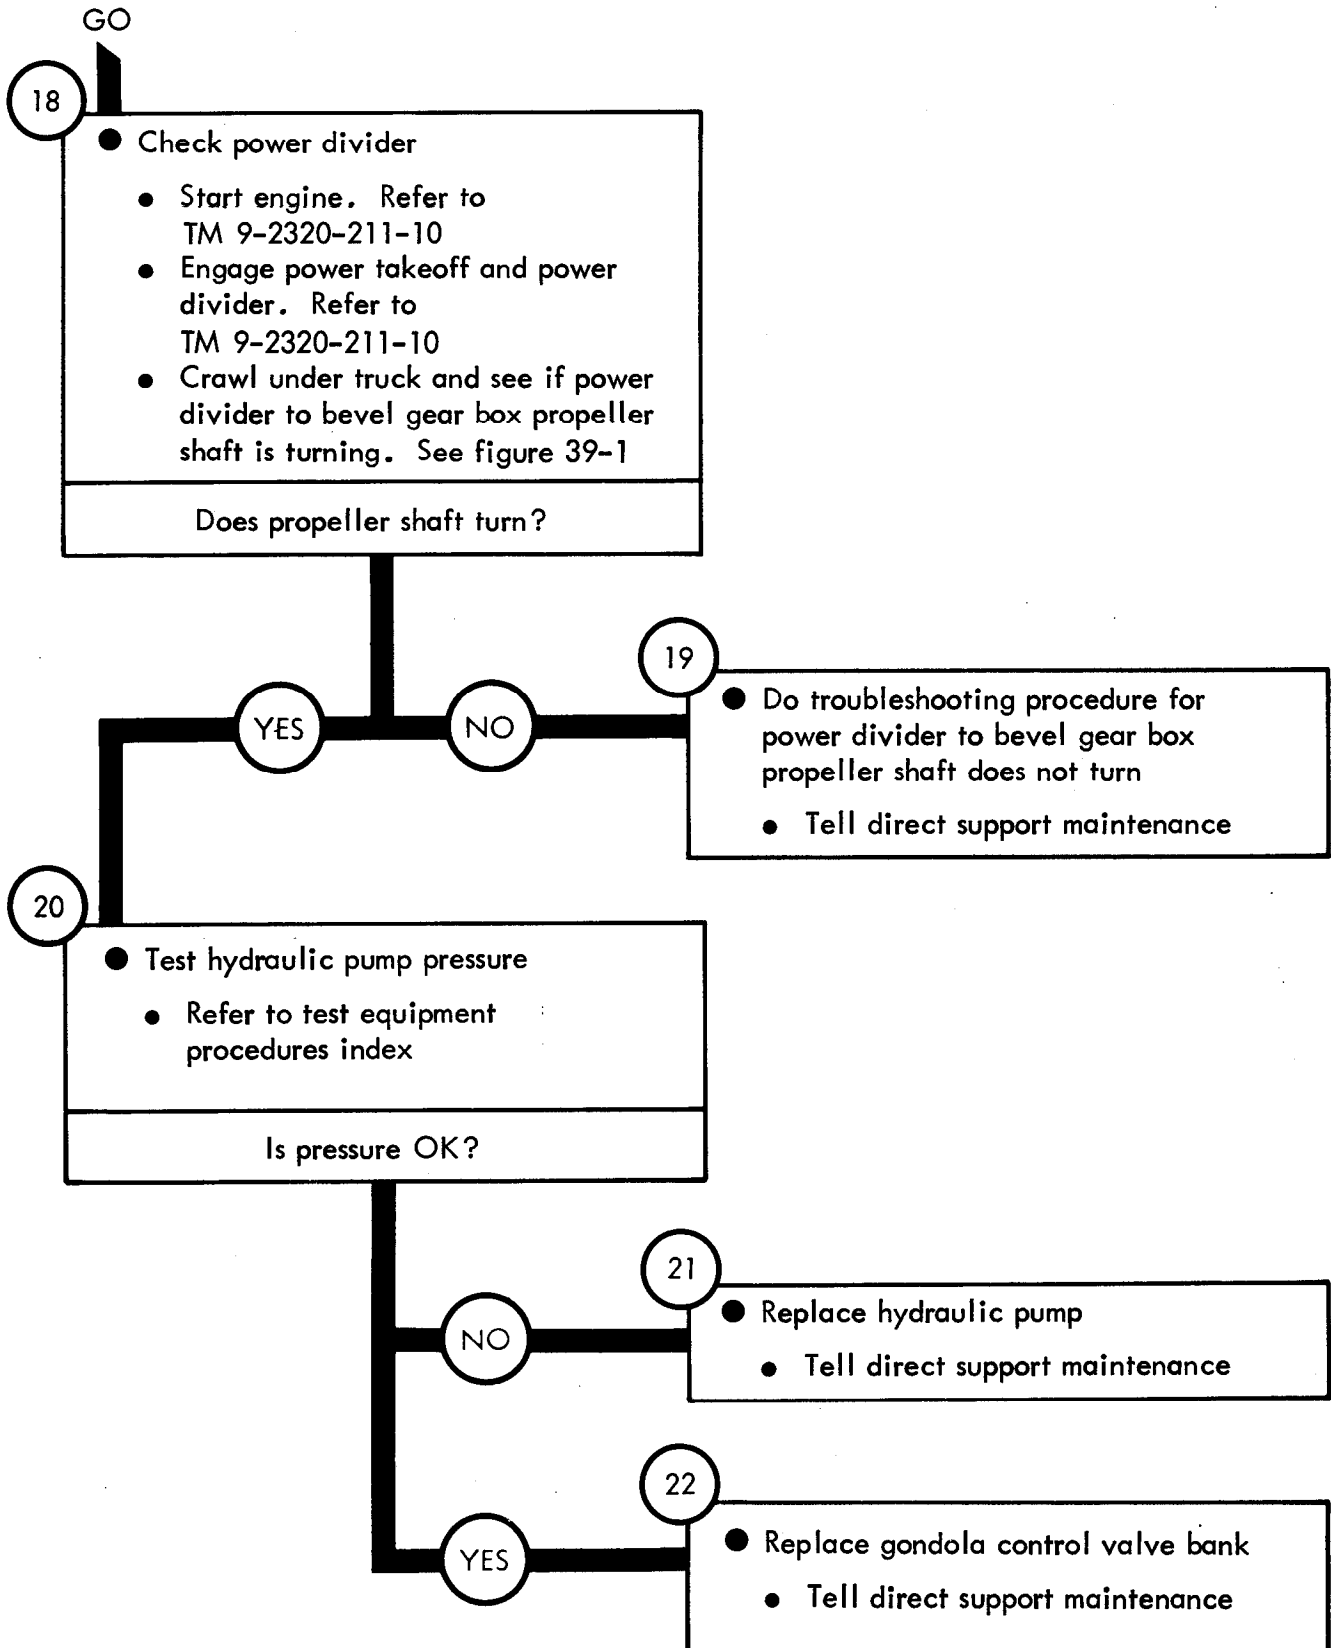 GO
18
● Check power divider
● Start engine. Refer to
TM 9-2320-211-10
● Engage power takeoff and power
divider. Refer to
TM 9-2320-211-10
● Crawl under truck and see if power
divider to bevel gear box propeller
shaft is turning. See figure 39-1
Does propeller shaft turn?
YES
NO
19
● Do troubleshooting procedure for
power divider to bevel gear box
propeller shaft does not turn
● Tell direct support maintenance
20
● Test hydraulic pump pressure
● Refer to test equipment
procedures index
Is pressure OK?
NO
21
● Replace hydraulic pump
● Tell direct support maintenance
YES
22
● Replace gondola control valve bank
● Tell direct support maintenance